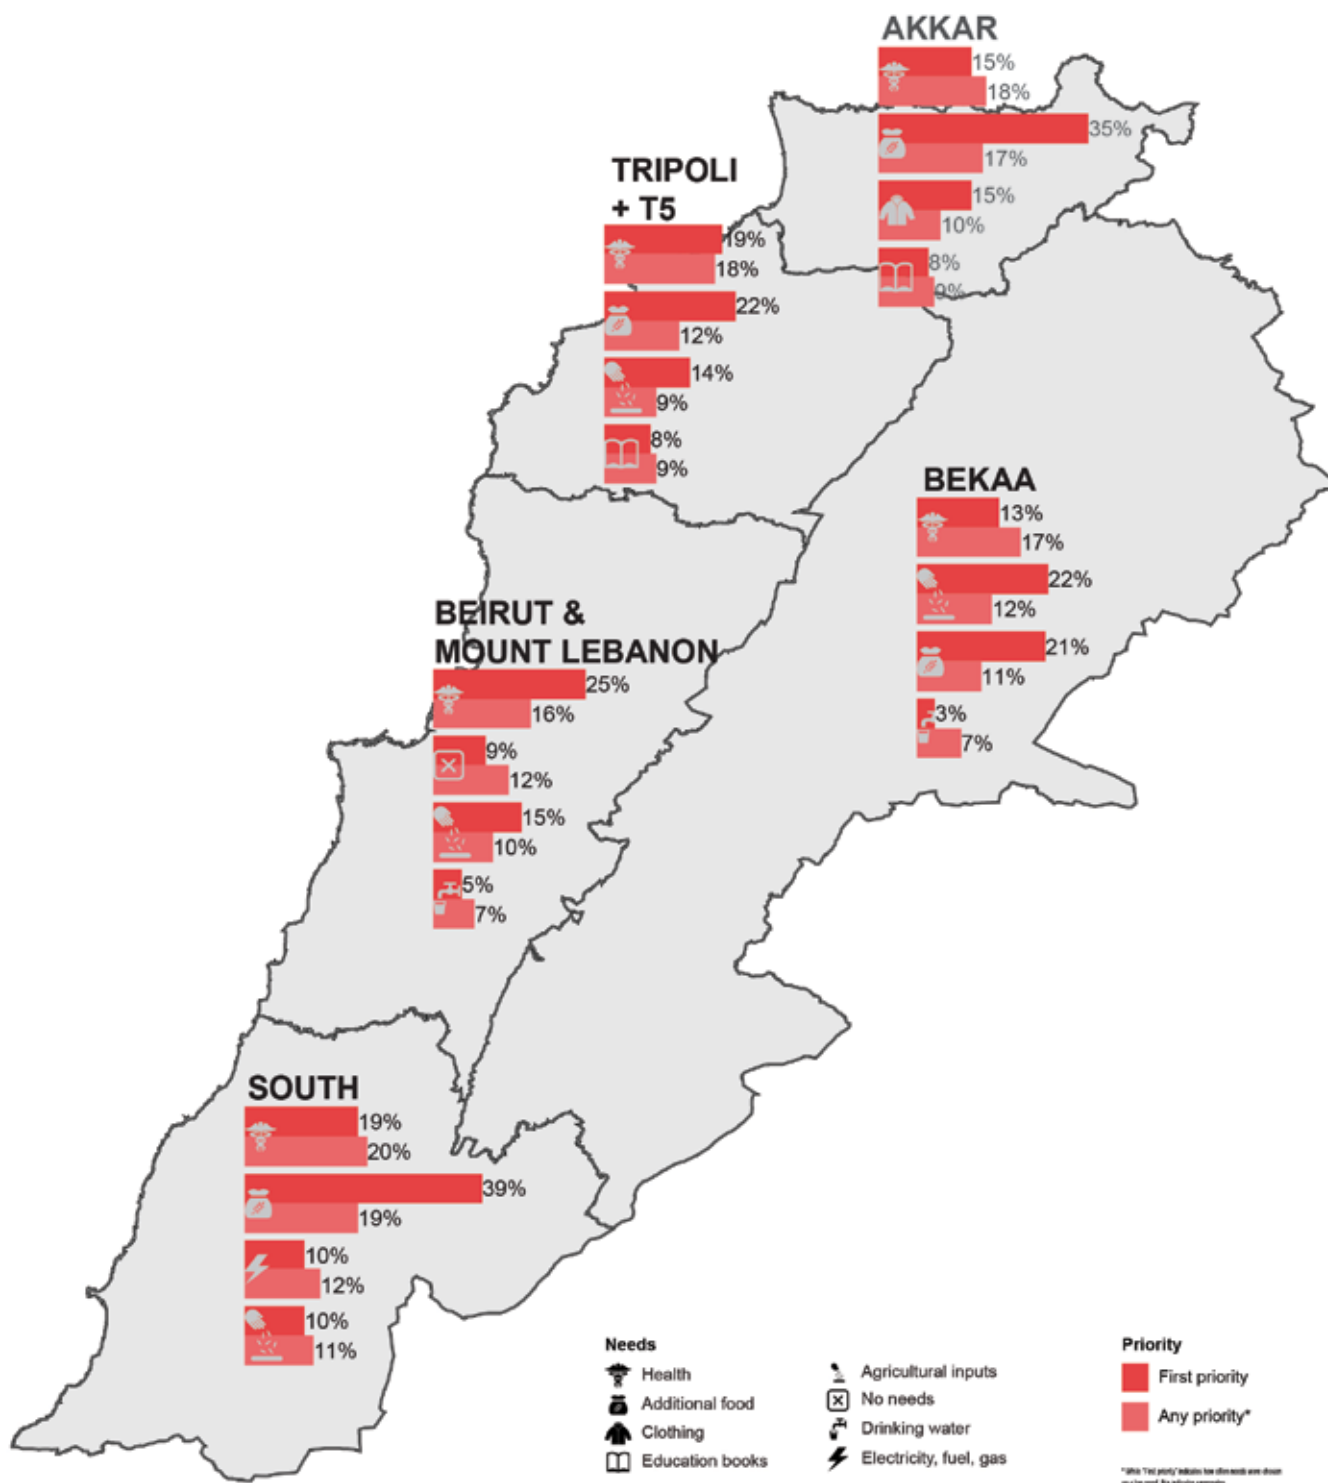 AKKAR
15%
18%
35%
17%
15%
10%
8%
9%
TRIPOLI
+ T5
19%
18%
22%
12%
14%
9%
8%
9%
BEKAA
13%
17%
22%
12%
21%
11%
3%
7%
BEIRUT &
MOUNT LEBANON
25%
16%
9%
12%
15%
10%
5%
7%
SOUTH
19%
20%
39%
19%
10%
12%
10%
11%
Needs
Health
Additional food
Clothing
Education books
Agricultural inputs
No needs
Drinking water
Electricity, fuel, gas
Priority
First priority
Any priority*